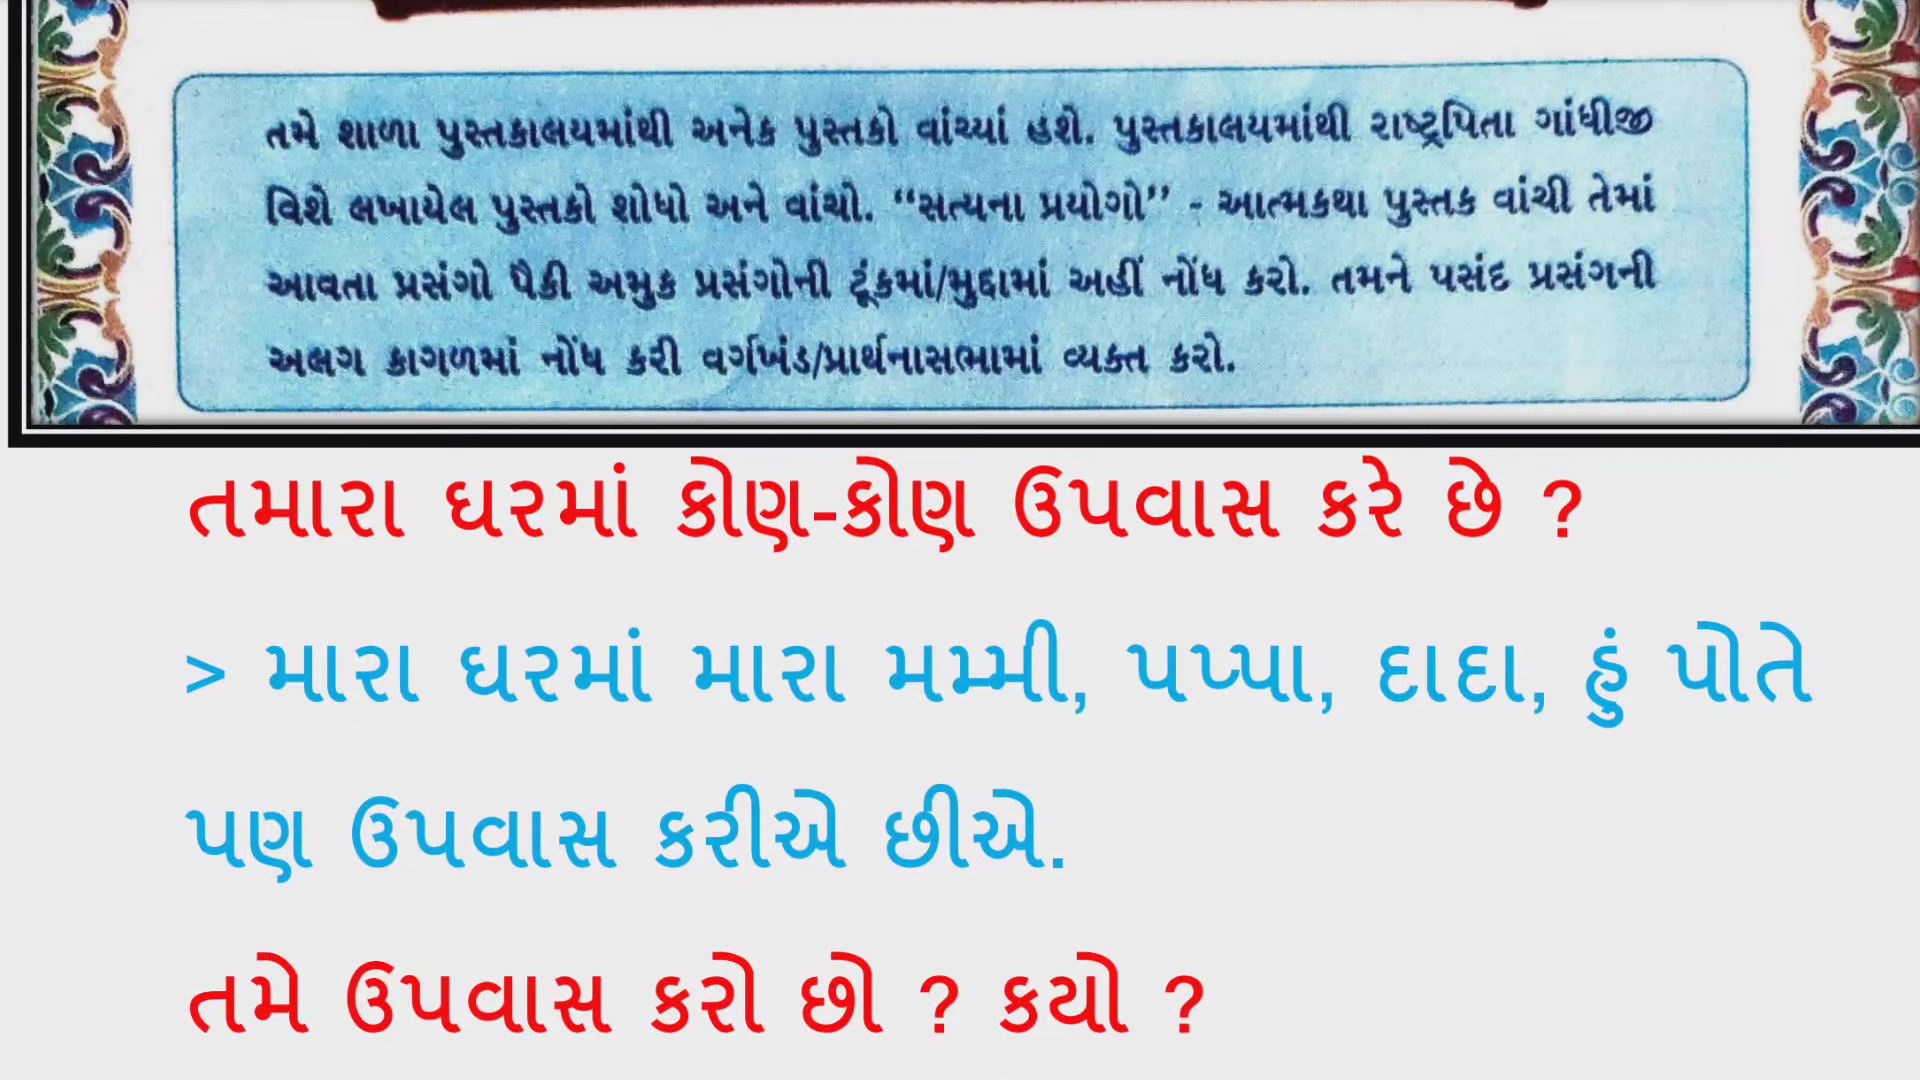 તમે શાળા પુસ્તકાલયમાંથી અનેક પુસ્તકો વાંચ્યાં હશે. પુસ્તકાલયમાંથી રાષ્ટ્રપિતા ગાંધીજી
વિશે લખાયેલ પુસ્તકો શોધો અને વાંચો. “સત્યના પ્રયોગો” - આત્મકથા પુસ્તક વાંચી તેમાં
આવતા પ્રસંગો પૈકી અમુક પ્રસંગોની ટૂંકમાં/મુદ્દામાં અહીં નોંધ કરો. તમને પસંદ પ્રસંગની
અલગ કાગળમાં નોંધ કરી વર્ગખંડ/પ્રાર્થનાસભામાં વ્યક્ત કરો.
તમારા ઘરમાં કોણ-કોણ ઉપવાસ કરે છે ?
> મારા ઘરમાં મારા મમ્મી, પપ્પા, દાદા, હું પોતે
પણ ઉપવાસ કરીએ છીએ.
તમે ઉપવાસ કરો છો ? કયો ?